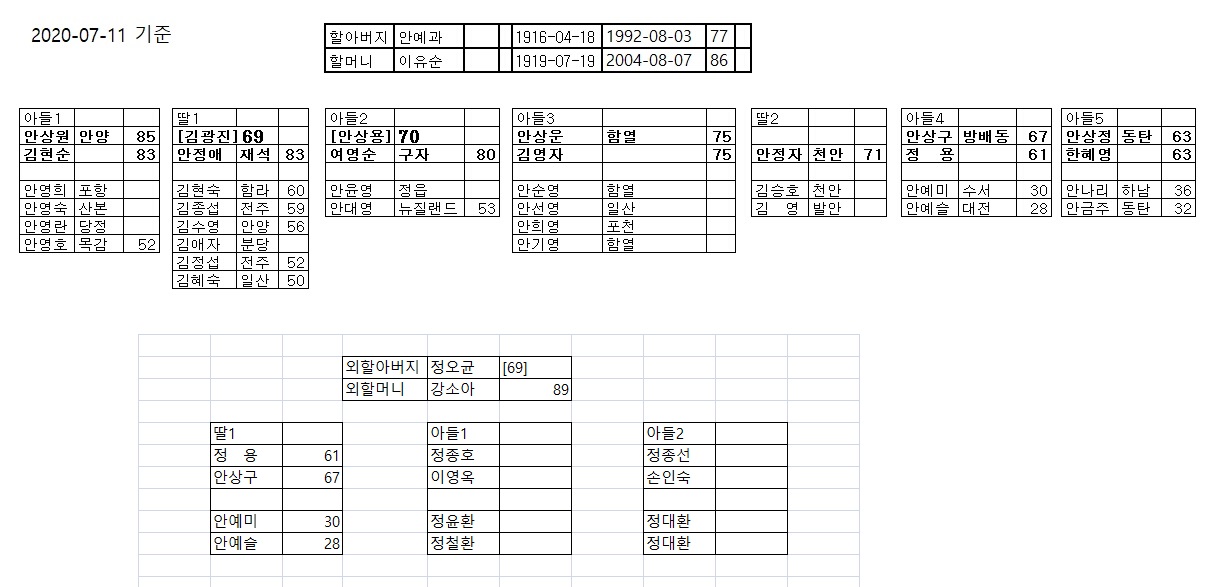 2020-07-11 기준
할아버지 안예과 1916-04-18 1992-08-03 77
할머니 이유순 1919-07-19 2004-08-07 86
아들1
안상원 안양 85
김현순 83
안영희 포항
안영숙 산본
안영란 당정
안영호 목감 52
딸1
[김광진] 69
안정애 재석 83
김현숙 함라 60
김종섭 전주 59
김수영 안양 56
김애자 분당
김정섭 전주 52
김혜숙 일산 50
아들2
[안상용] 70
여영순 구자 80
안윤영 정읍
안대영 뉴질랜드 53
아들3
안상운 함열 75
김영자 75
안순영 함열
안선영 일산
안희영 포천
안기영 함열
딸2
안정자 천안 71
김승호 천안
김 영 발안
아들4
안상구 방배동 67
정 용 61
안예미 수서 30
안예슬 대전 28
아들5
안상정 동탄 63
한혜영 63
안나리 하남 36
안금주 동탄 32
외할아버지 정오균 [69]
외할머니 강소아 89
딸1
정 용 61
안상구 67
안예미 30
안예슬 28
아들1
정종호
이영옥
정윤환
정철환
아들2
정종선
손인숙
정대환
정대환